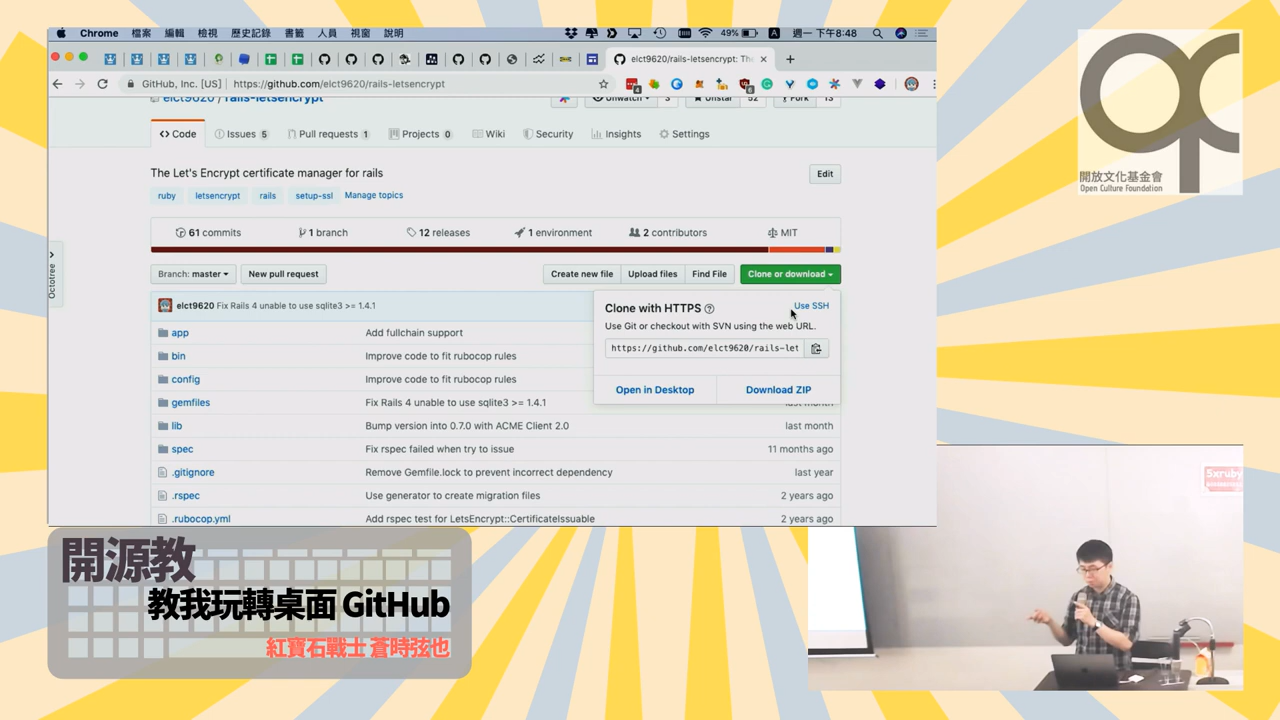 Chrome 檔案 編輯 檢視 歷史記錄 書籤 人員 視窗 說明 49% A 週一 下午8:48
elct9620/rails-letsencrypt: The
GitHub, Inc. [US] https://github.com/elct9620/rails-letsencrypt
elct9620 / rails-letsencrypt Unwatch 3 Unstar 52 Fork 13
Code Issues 5 Pull requests 1 Projects 0 Wiki Security Insights Settings
The Let's Encrypt certificate manager for rails Edit
ruby letsencrypt rails setup-ssl Manage topics
61 commits 1 branch 12 releases 1 environment 2 contributors MIT
Branch: master New pull request Create new file Upload files Find File Clone or download
elct9620 Fix Rails 4 unable to use sqlite3 >= 1.4.1
Clone with HTTPS Use SSH
Use Git or checkout with SVN using the web URL.
https://github.com/elct9620/rails-let
Open in Desktop Download ZIP
app Add fullchain support
bin Improve code to fit rubocop rules
config Improve code to fit rubocop rules
gemfiles Fix Rails 4 unable to use sqlite3 >= 1.4.1 last month
lib Bump version into 0.7.0 with ACME Client 2.0 last month
spec Fix rspec failed when try to issue 11 months ago
.gitignore Remove Gemfile.lock to prevent incorrect dependency last year
.rspec Use generator to create migration files 2 years ago
.rubocop.yml Add rspec test for LetsEncrypt::CertificateIssuable 2 years ago
Octotree
開放文化基金會
Open Culture Foundation
5xruby
開源教
教我玩轉桌面 GitHub
紅寶石戰士 蒼時弦也